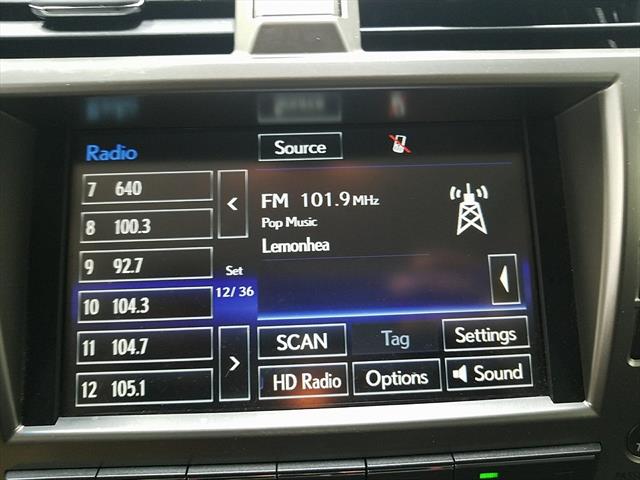 Radio
Source
7 640
8 100.3
9 92.7
10 104.3
11 104.7
12 105.1
<
Set
12/36
>
FM 101.9 MHz
Pop Music
Lemonhea
SCAN
Tag
Settings
HD Radio
Options
Sound